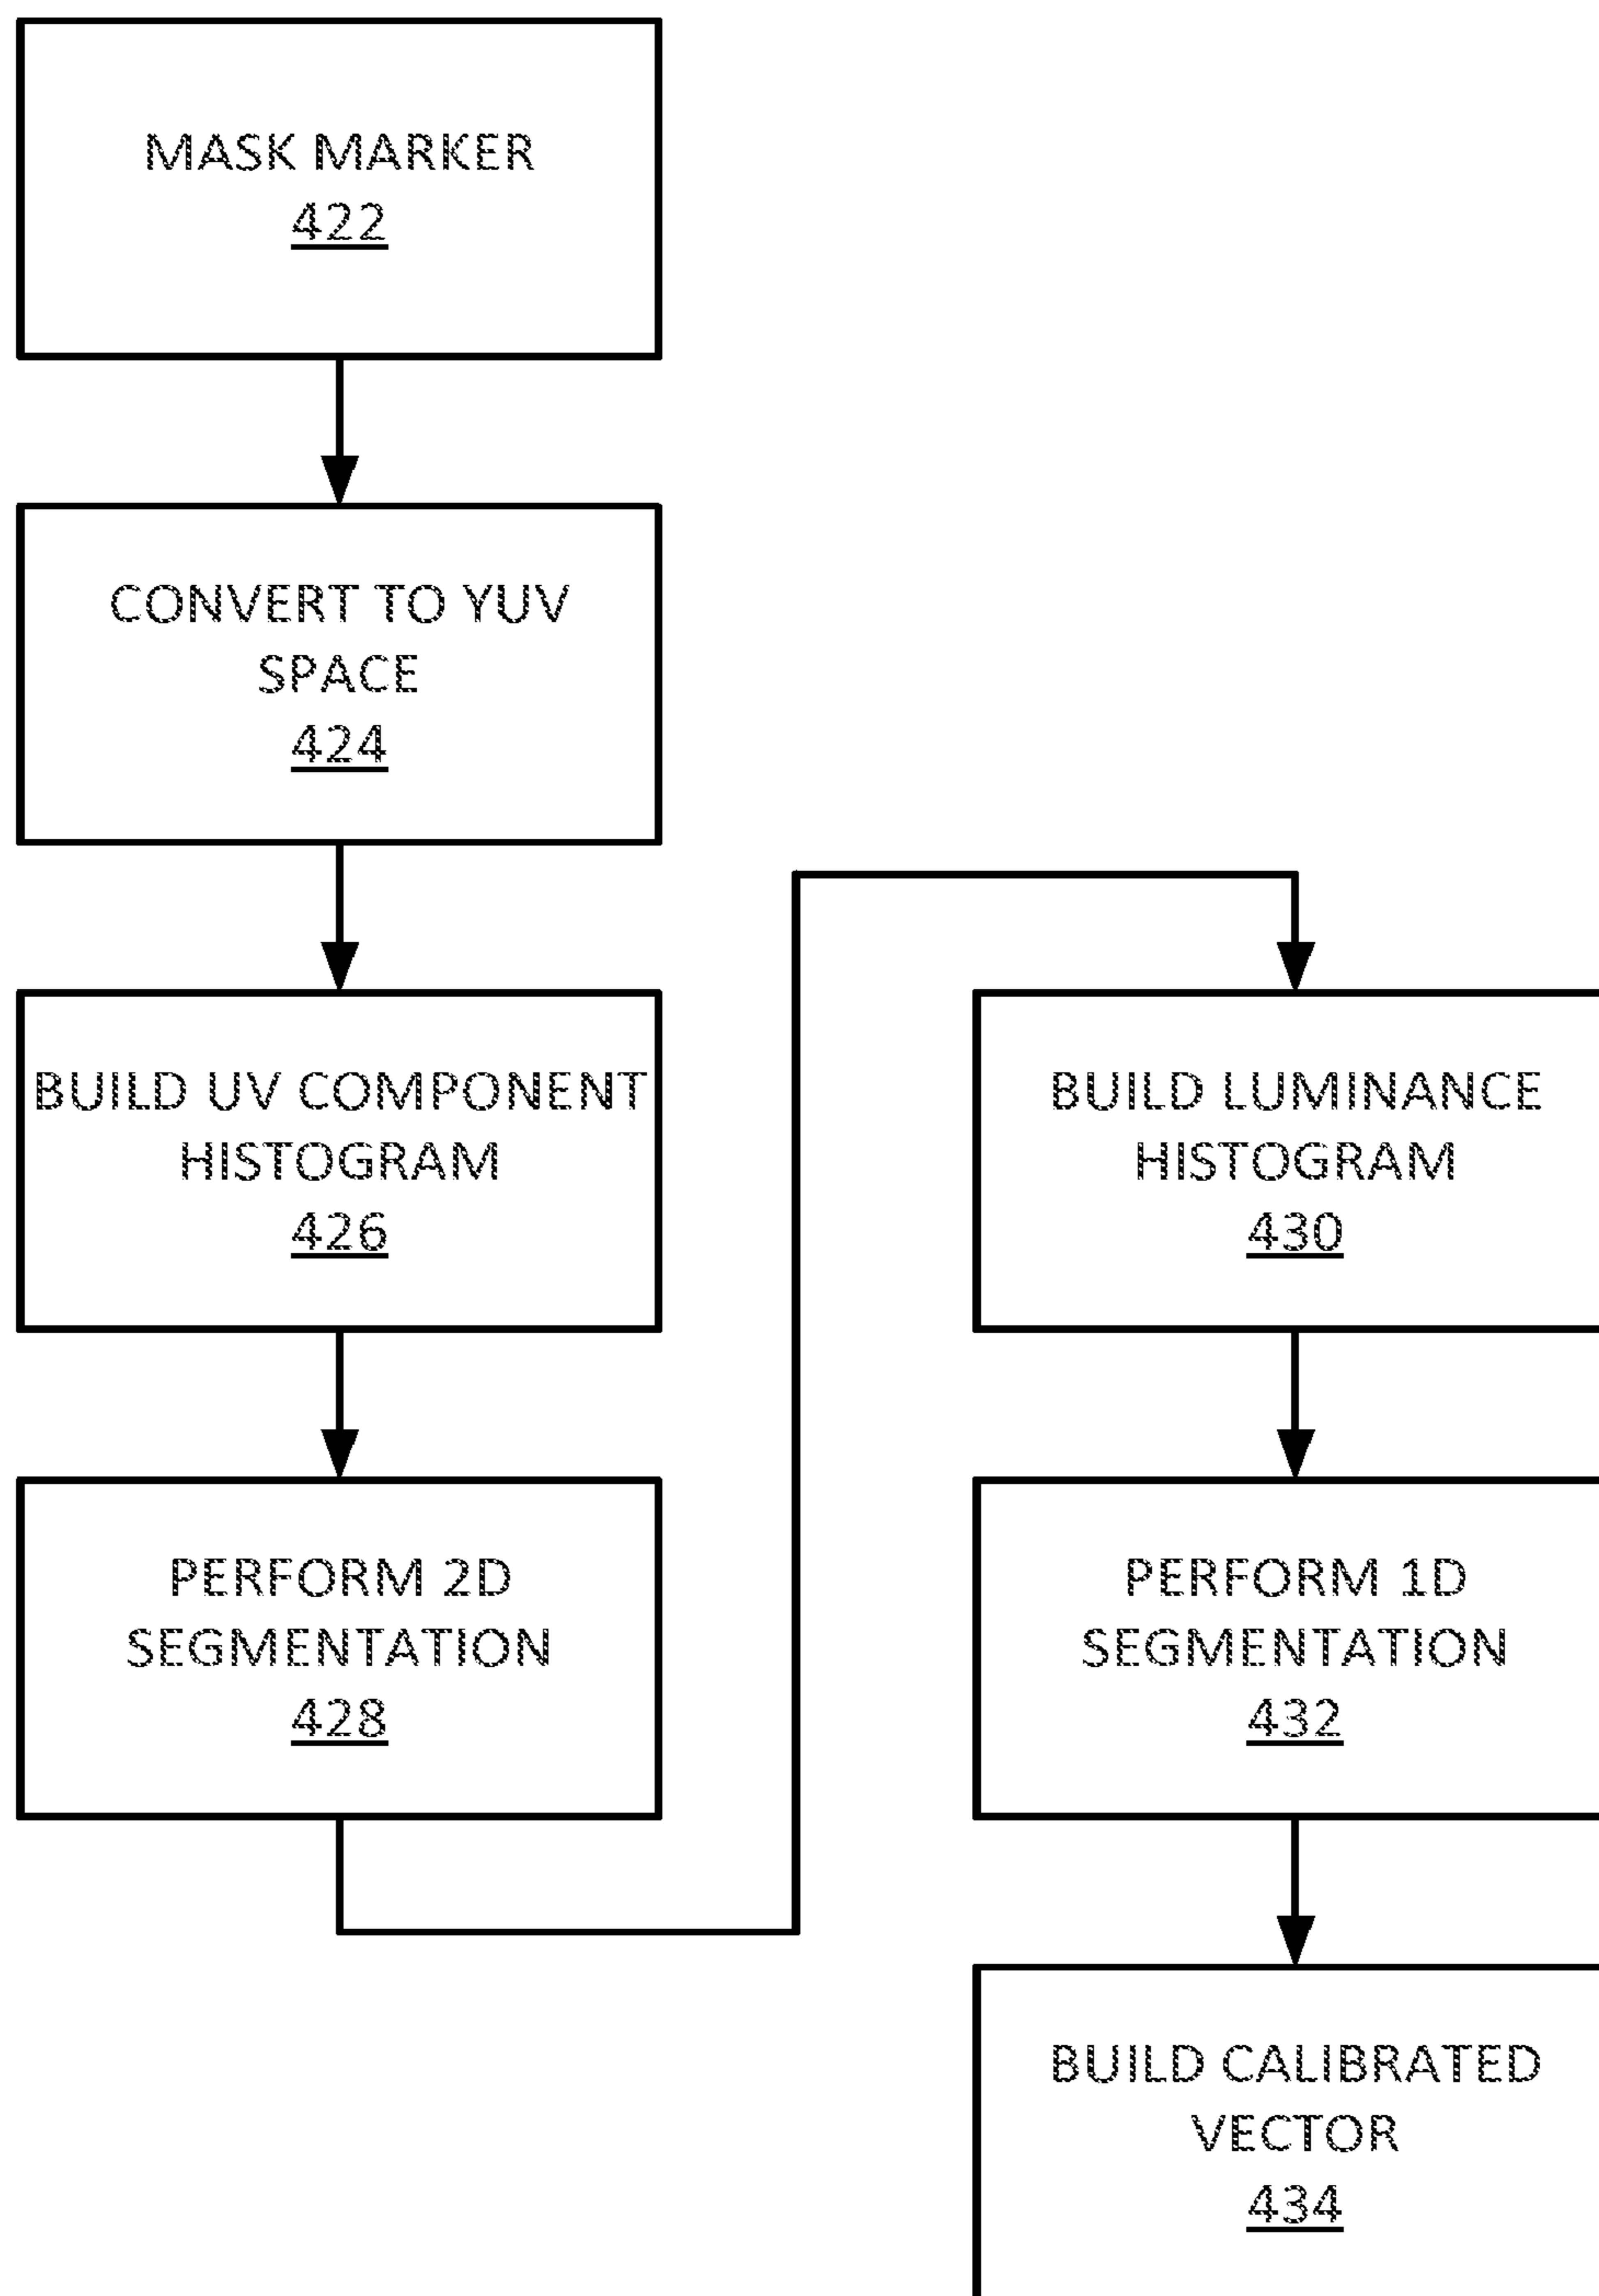 MASK MARKER
422
CONVERT TO YUV
SPACE
424
BUILD UV COMPONENT
HISTOGRAM
426
PERFORM 2D
SEGMENTATION
428
BUILD LUMINANCE
HISTOGRAM
430
PERFORM 1D
SEGMENTATION
432
BUILD CALIBRATED
VECTOR
434